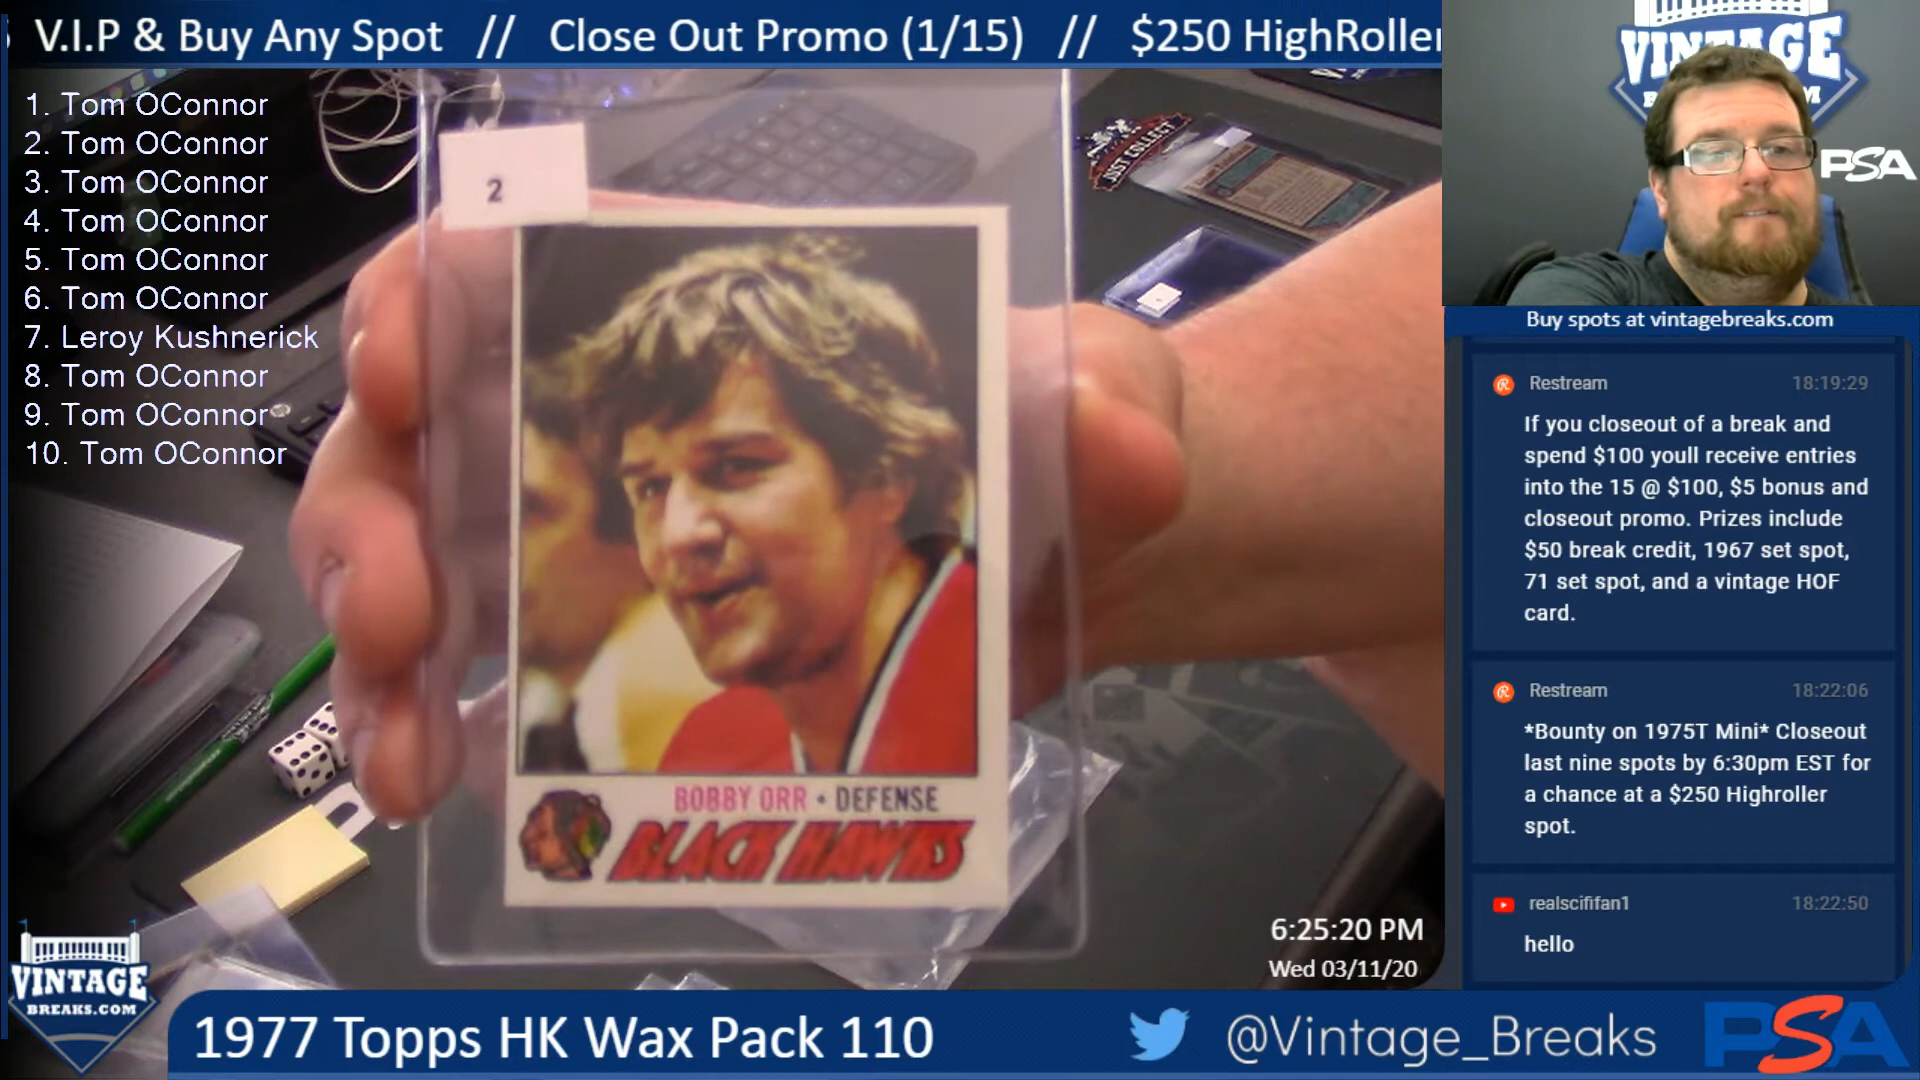 V.I.P & Buy Any Spot // Close Out Promo (1/15) // $250 HighRoller
1. Tom OConnor
2. Tom OConnor
3. Tom OConnor
4. Tom OConnor
5. Tom OConnor
6. Tom OConnor
7. Leroy Kushnerick
8. Tom OConnor
9. Tom OConnor
10. Tom OConnor
2
JUST COLLECT
BOBBY ORR • DEFENSE
BLACK HAWKS
VINTAGE
PSA
Buy spots at vintagebreaks.com
Restream 18:19:29
If you closeout of a break and
spend $100 youll receive entries
into the 15 @ $100, $5 bonus and
closeout promo. Prizes include
$50 break credit, 1967 set spot,
71 set spot, and a vintage HOF
card.
Restream 18:22:06
*Bounty on 1975T Mini* Closeout
last nine spots by 6:30pm EST for
a chance at a $250 Highroller
spot.
realscififan1 18:22:50
hello
6:25:20 PM
Wed 03/11/20
VINTAGE
BREAKS.COM
1977 Topps HK Wax Pack 110
@Vintage_Breaks
PSA